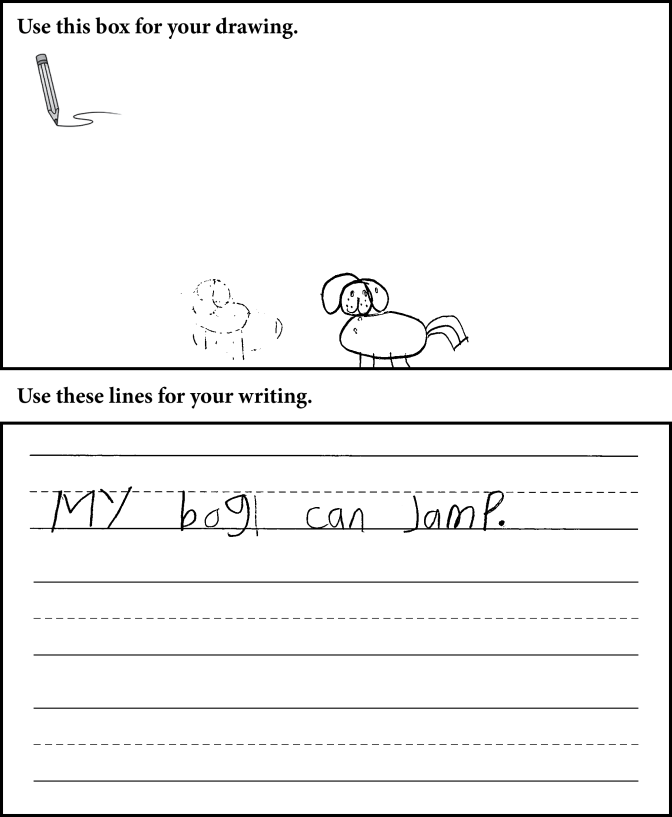 Use this box for your drawing.
Use these lines for your writing.
MY bogl can JamP.